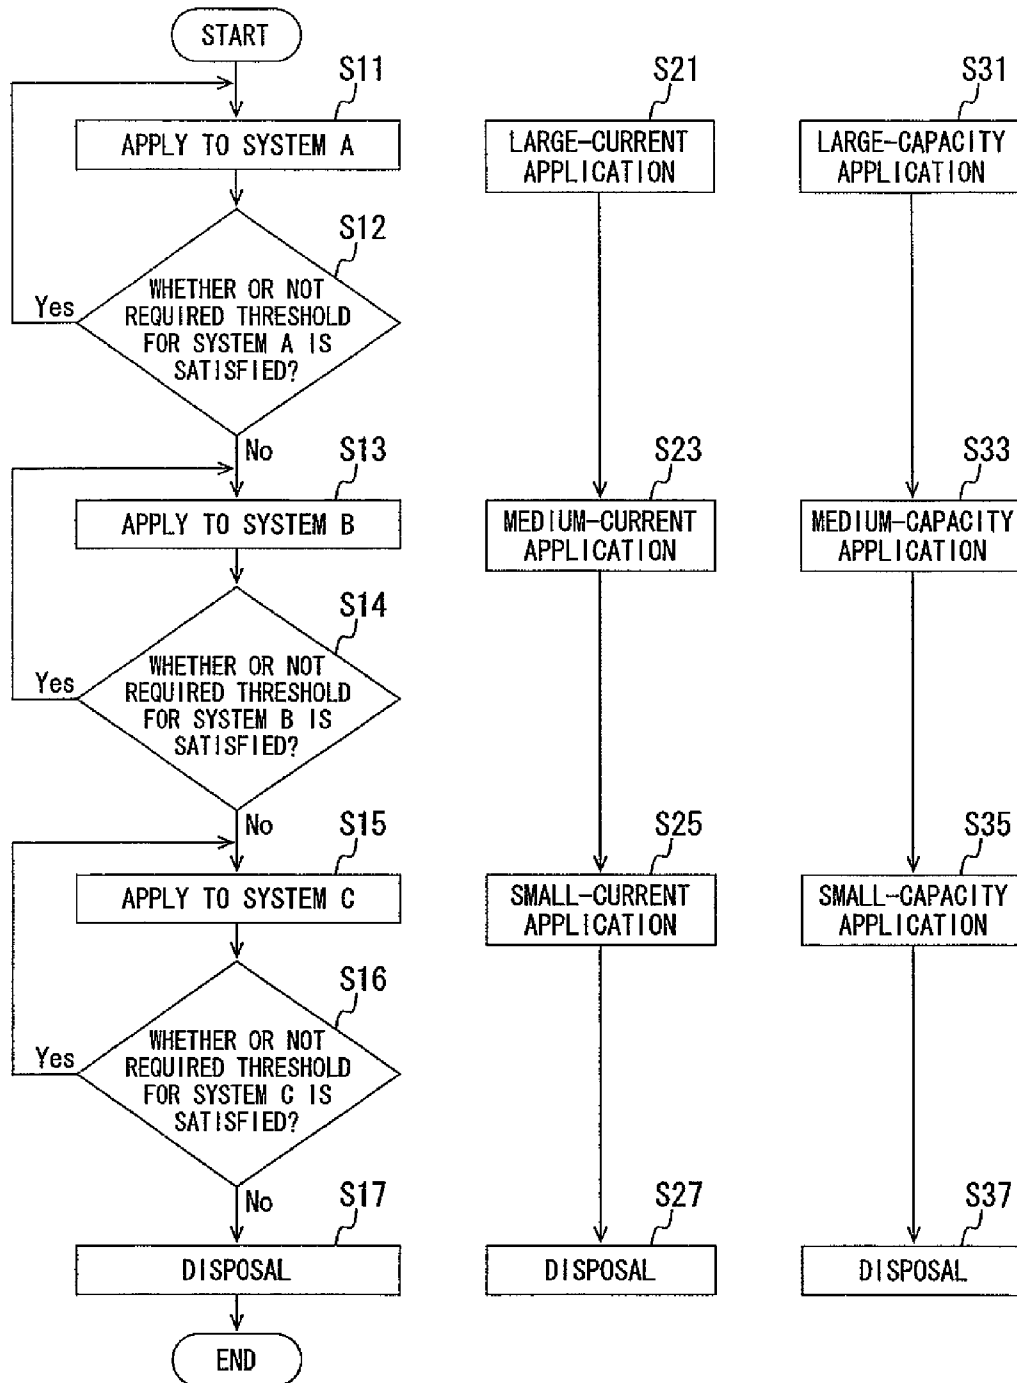 START
S11
S21
S31
APPLY TO SYSTEM A
LARGE-CURRENT
APPLICATION
LARGE-CAPACITY
APPLICATION
S12
WHETHER OR NOT
REQUIRED THRESHOLD
FOR SYSTEM A IS
SATISFIED?
Yes
No
S13
S23
S33
APPLY TO SYSTEM B
MEDIUM-CURRENT
APPLICATION
MEDIUM-CAPACITY
APPLICATION
S14
WHETHER OR NOT
REQUIRED THRESHOLD
FOR SYSTEM B IS
SATISFIED?
Yes
No
S15
S25
S35
APPLY TO SYSTEM C
SMALL-CURRENT
APPLICATION
SMALL-CAPACITY
APPLICATION
S16
WHETHER OR NOT
REQUIRED THRESHOLD
FOR SYSTEM C IS
SATISFIED?
Yes
No
S17
S27
S37
DISPOSAL
DISPOSAL
DISPOSAL
END